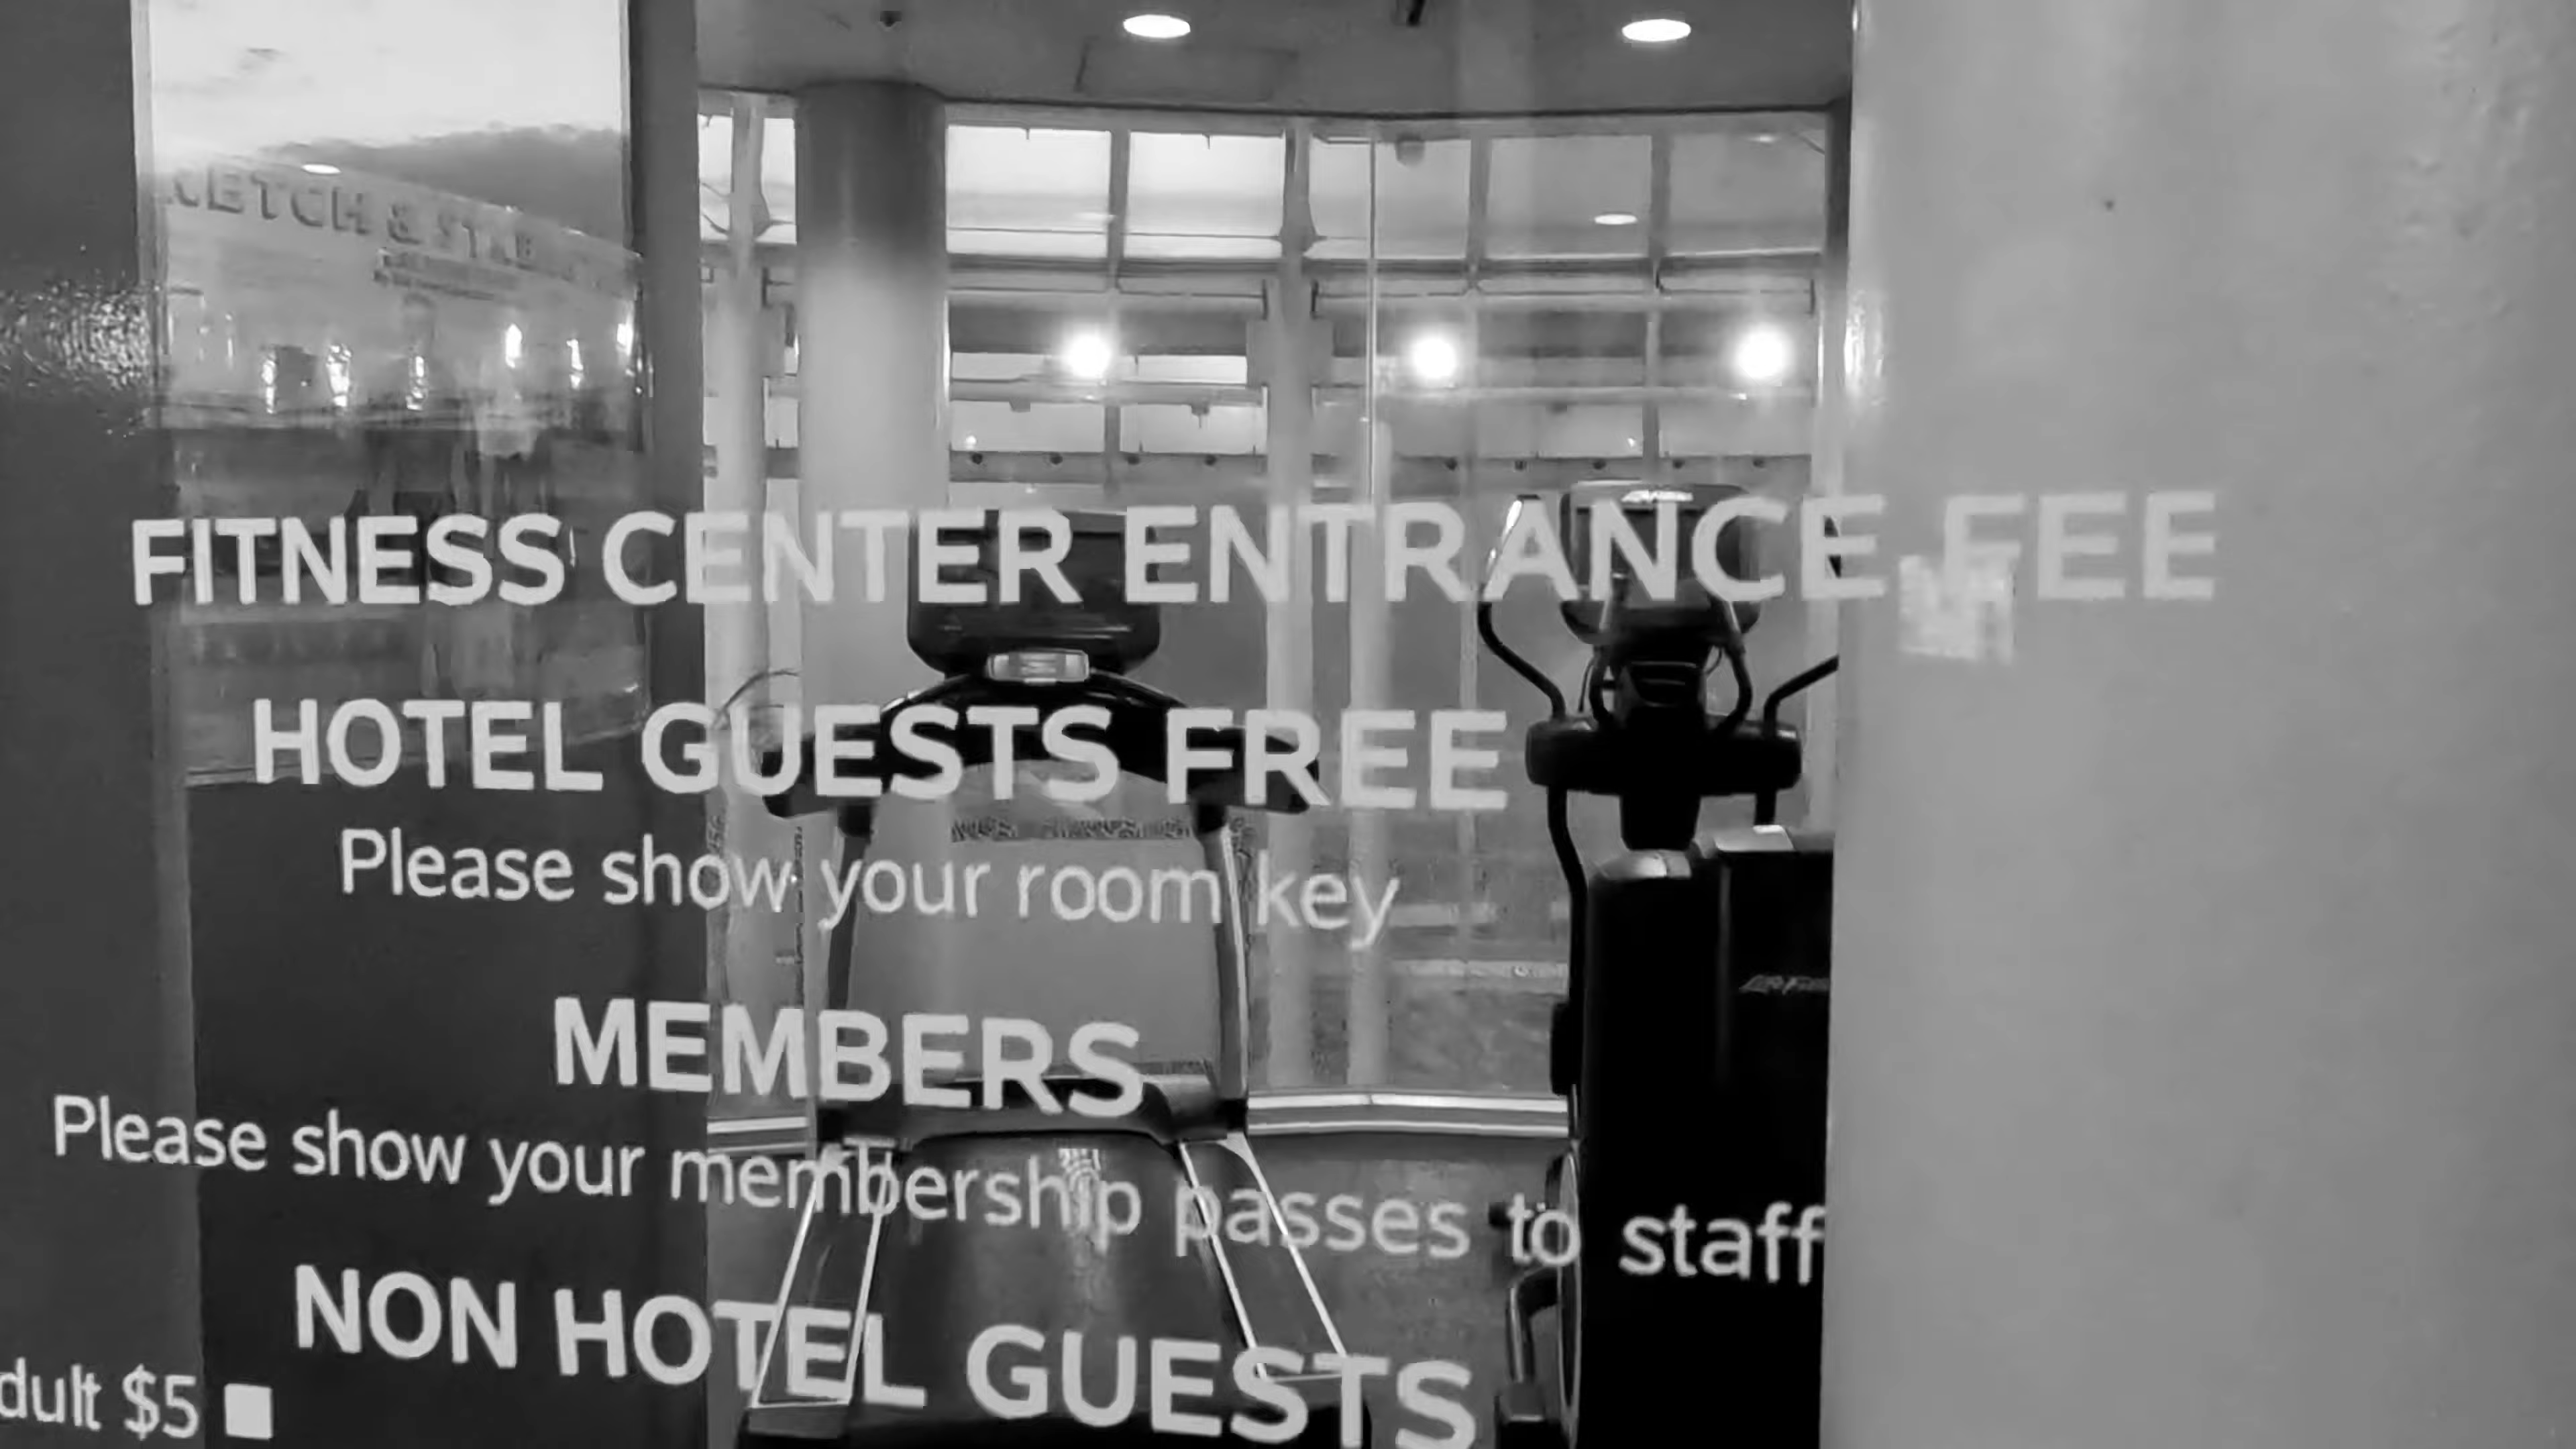 FITNESS CENTER ENTRANCE FEE
HOTEL GUESTS FREE
Please show your room key
MEMBERS
Please show your membership passes to staff
NON HOTEL GUESTS
dult $5 ■
ETCH &